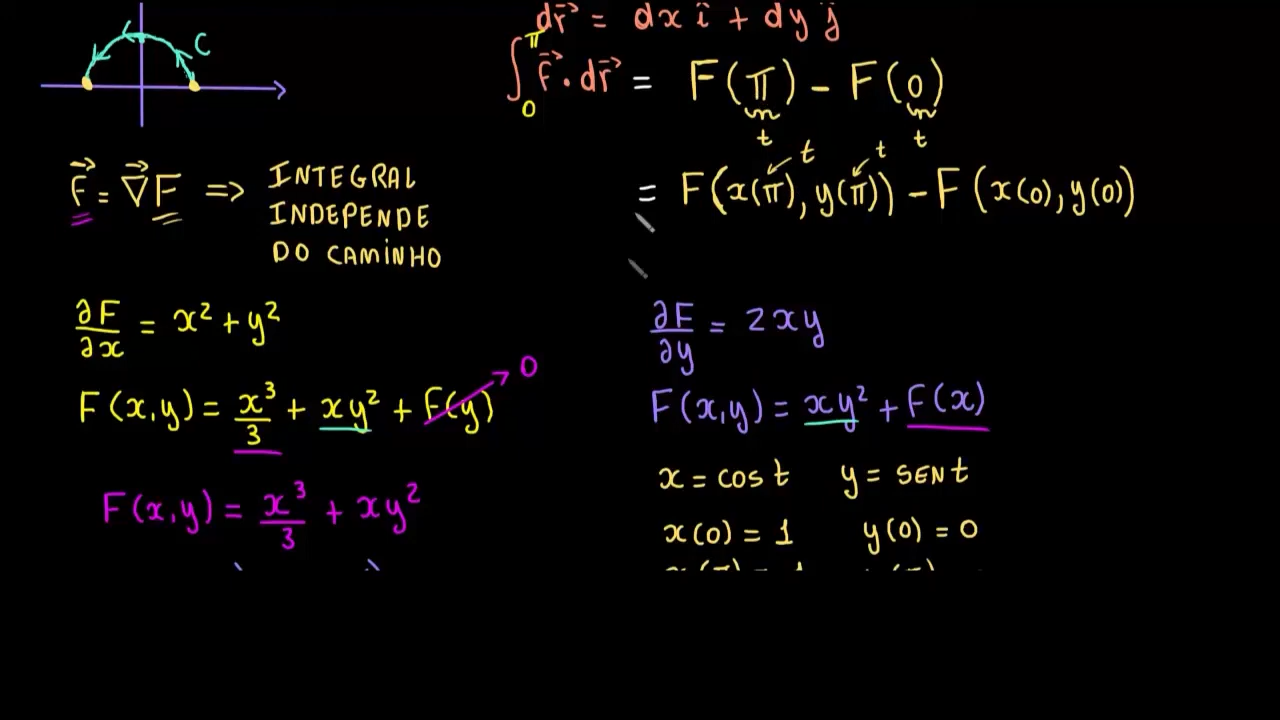 C
dr⃗ = dx î + dy ĵ
∫₀^π f⃗ · dr⃗ = F(π) − F(0)
t t
t t
f⃗ = ∇⃗F => INTEGRAL
INDEPENDE
DO CAMINHO
= F(x(π), y(π)) − F(x(0), y(0))
∂F/∂x = x² + y²
F(x,y) = x³/3 + xy² + F(y) 0
F(x,y) = x³/3 + xy²
∂F/∂y = 2xy
F(x,y) = xy² + F(x)
x = cos t y = SEN t
x(0) = 1 y(0) = 0